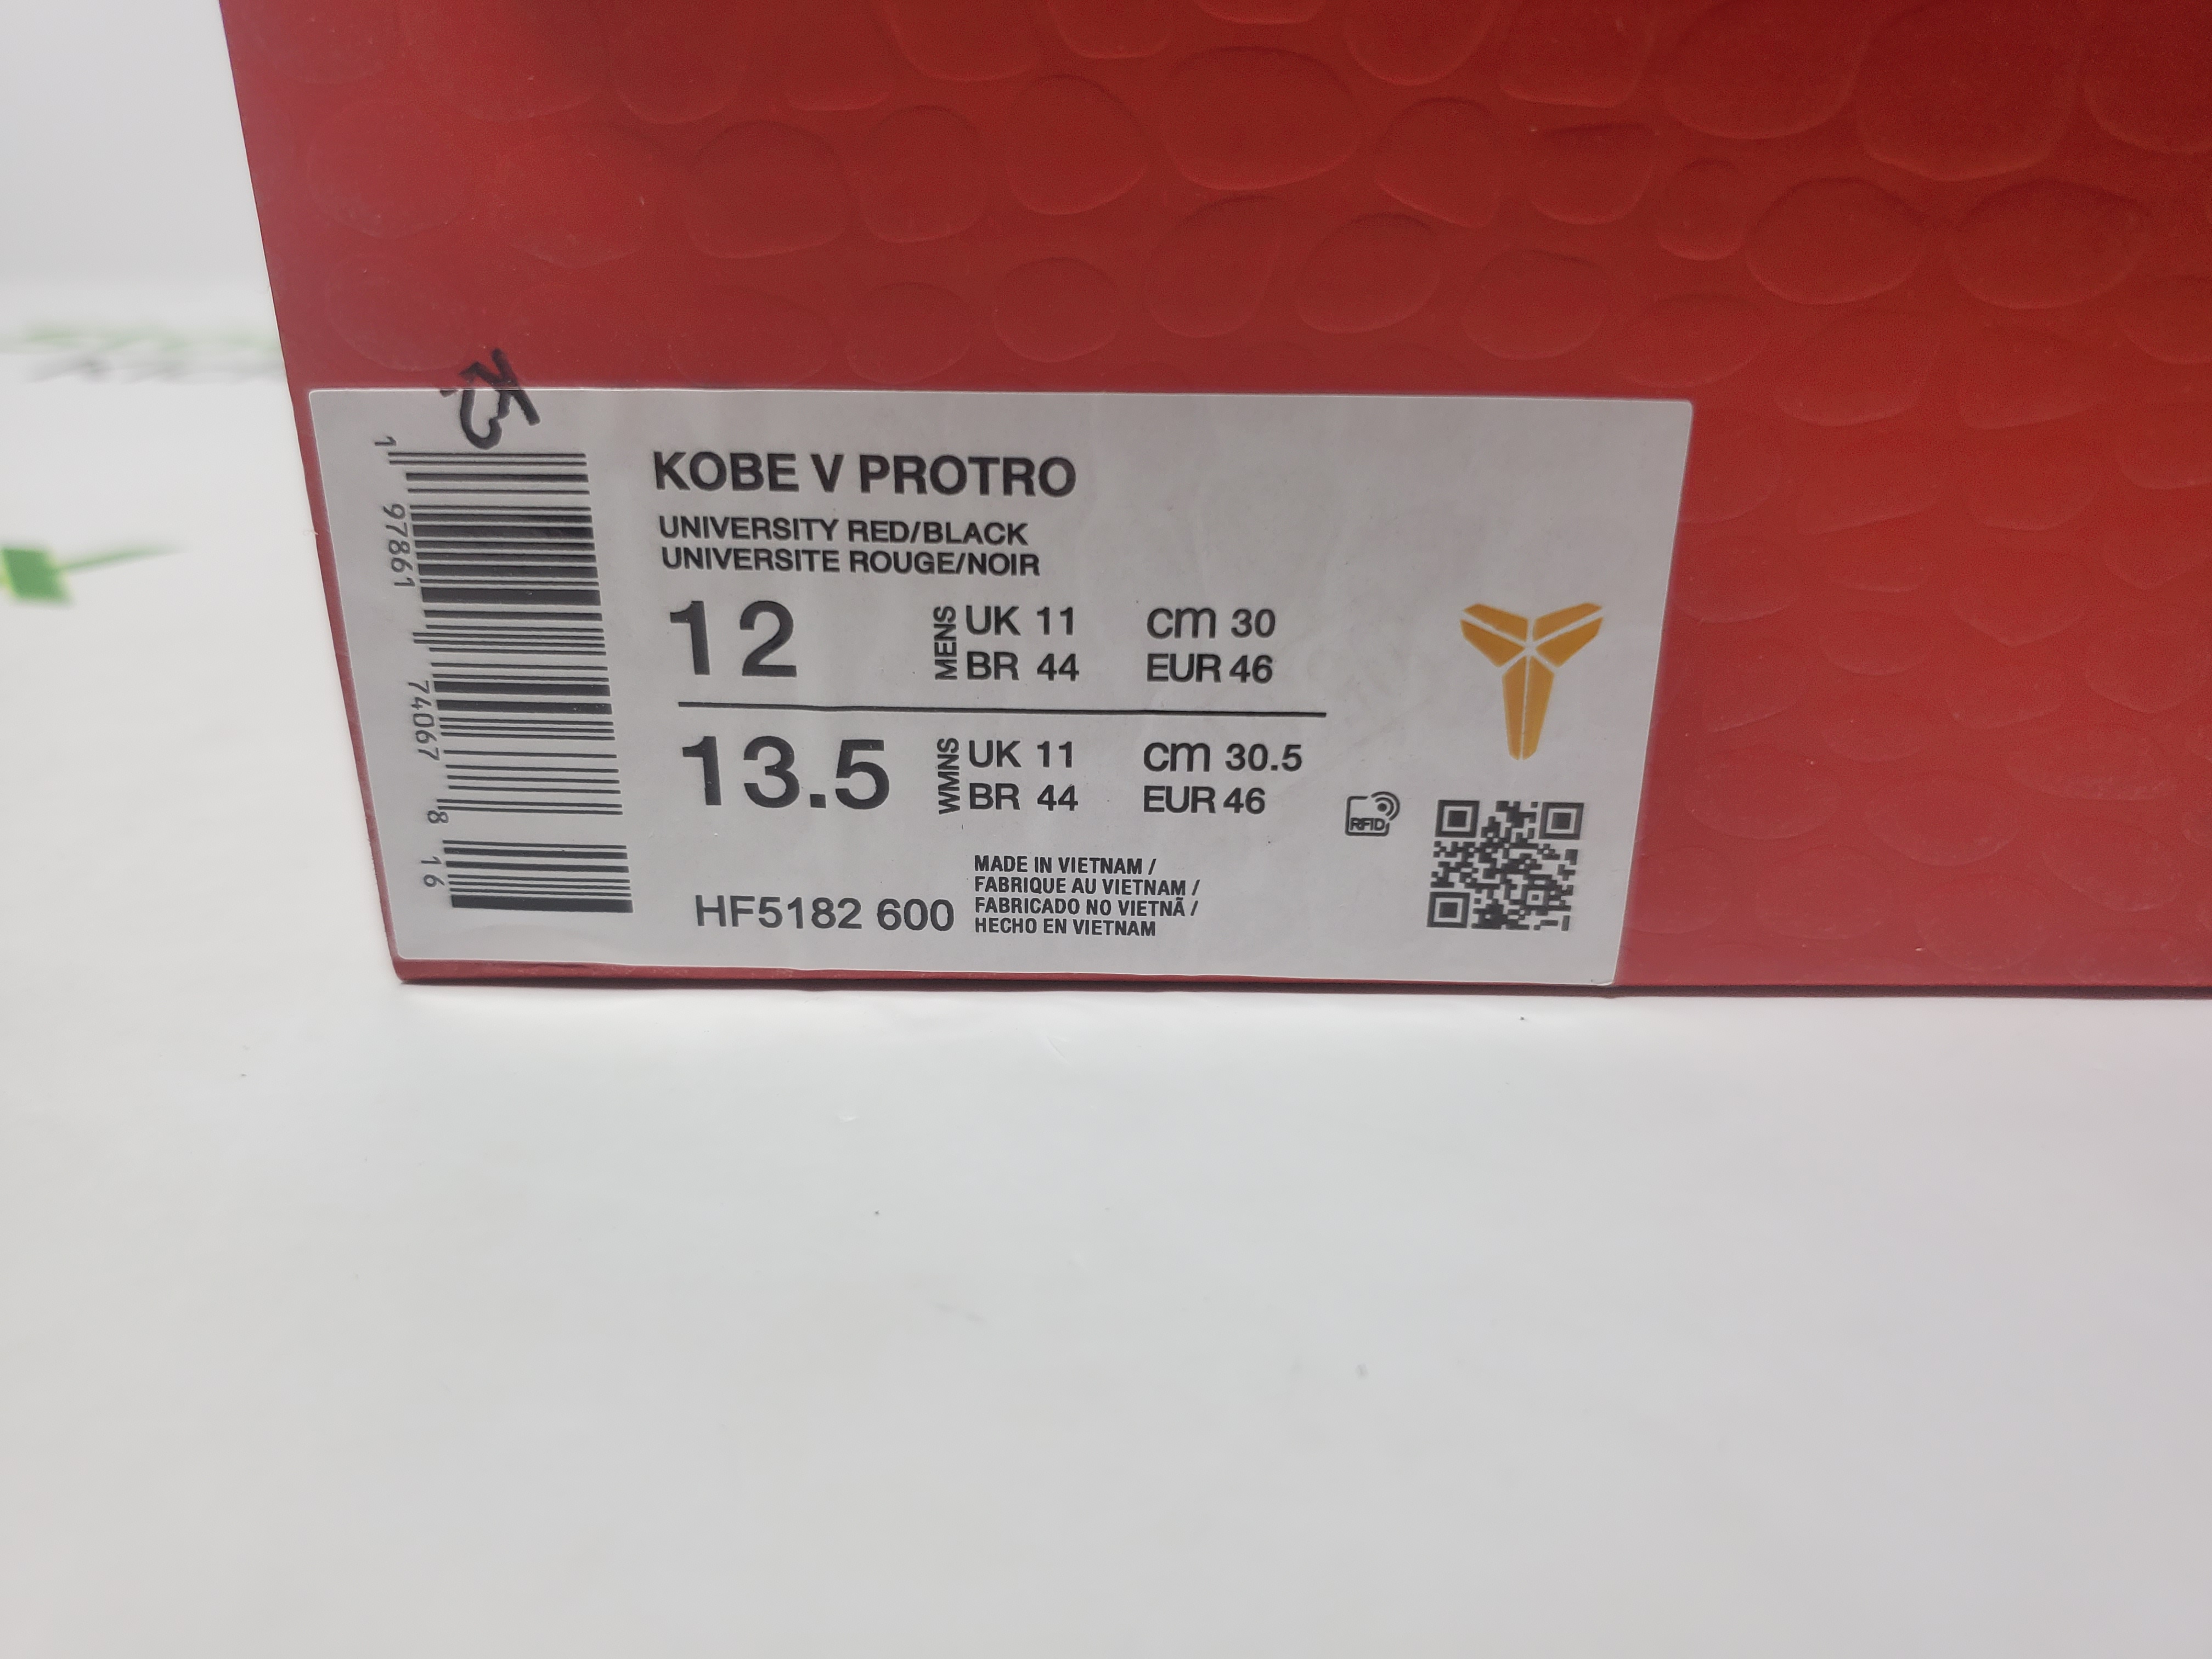 KOBE V PROTRO
UNIVERSITY RED/BLACK
UNIVERSITE ROUGE/NOIR
12 MENS UK 11 cm 30
BR 44 EUR 46
13.5 WMNS UK 11 cm 30.5
BR 44 EUR 46
RFID
HF5182 600
MADE IN VIETNAM /
FABRIQUE AU VIETNAM /
FABRICADO NO VIETNÃ /
HECHO EN VIETNAM
1 97861 74067 8 16